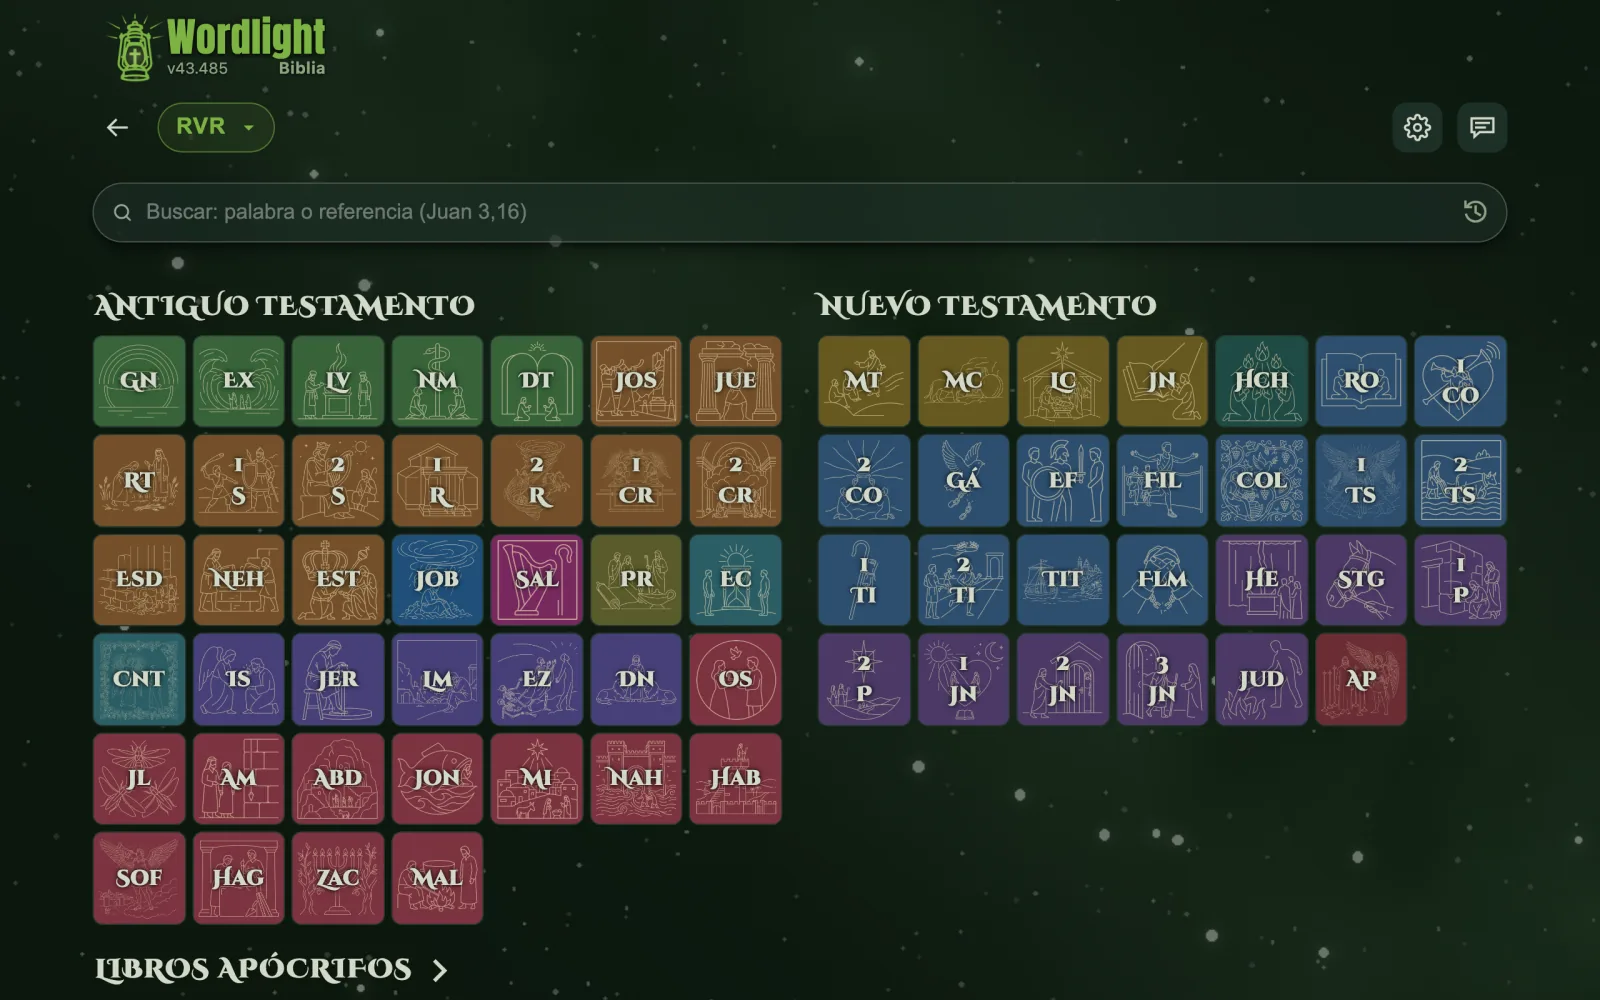 Wordlight
v43.485 Biblia
RVR
Buscar: palabra o referencia (Juan 3,16)
ANTIGUO TESTAMENTO
GN EX LV NM DT JOS JUE
RT 1 S 2 S 1 R 2 R 1 CR 2 CR
ESD NEH EST JOB SAL PR EC
CNT IS JER LM EZ DN OS
JL AM ABD JON MI NAH HAB
SOF HAG ZAC MAL
NUEVO TESTAMENTO
MT MC LC JN HCH RO 1 CO
2 CO GÁ EF FIL COL 1 TS 2 TS
1 TI 2 TI TIT FLM HE STG 1 P
2 P 1 JN 2 JN 3 JN JUD AP
LIBROS APÓCRIFOS